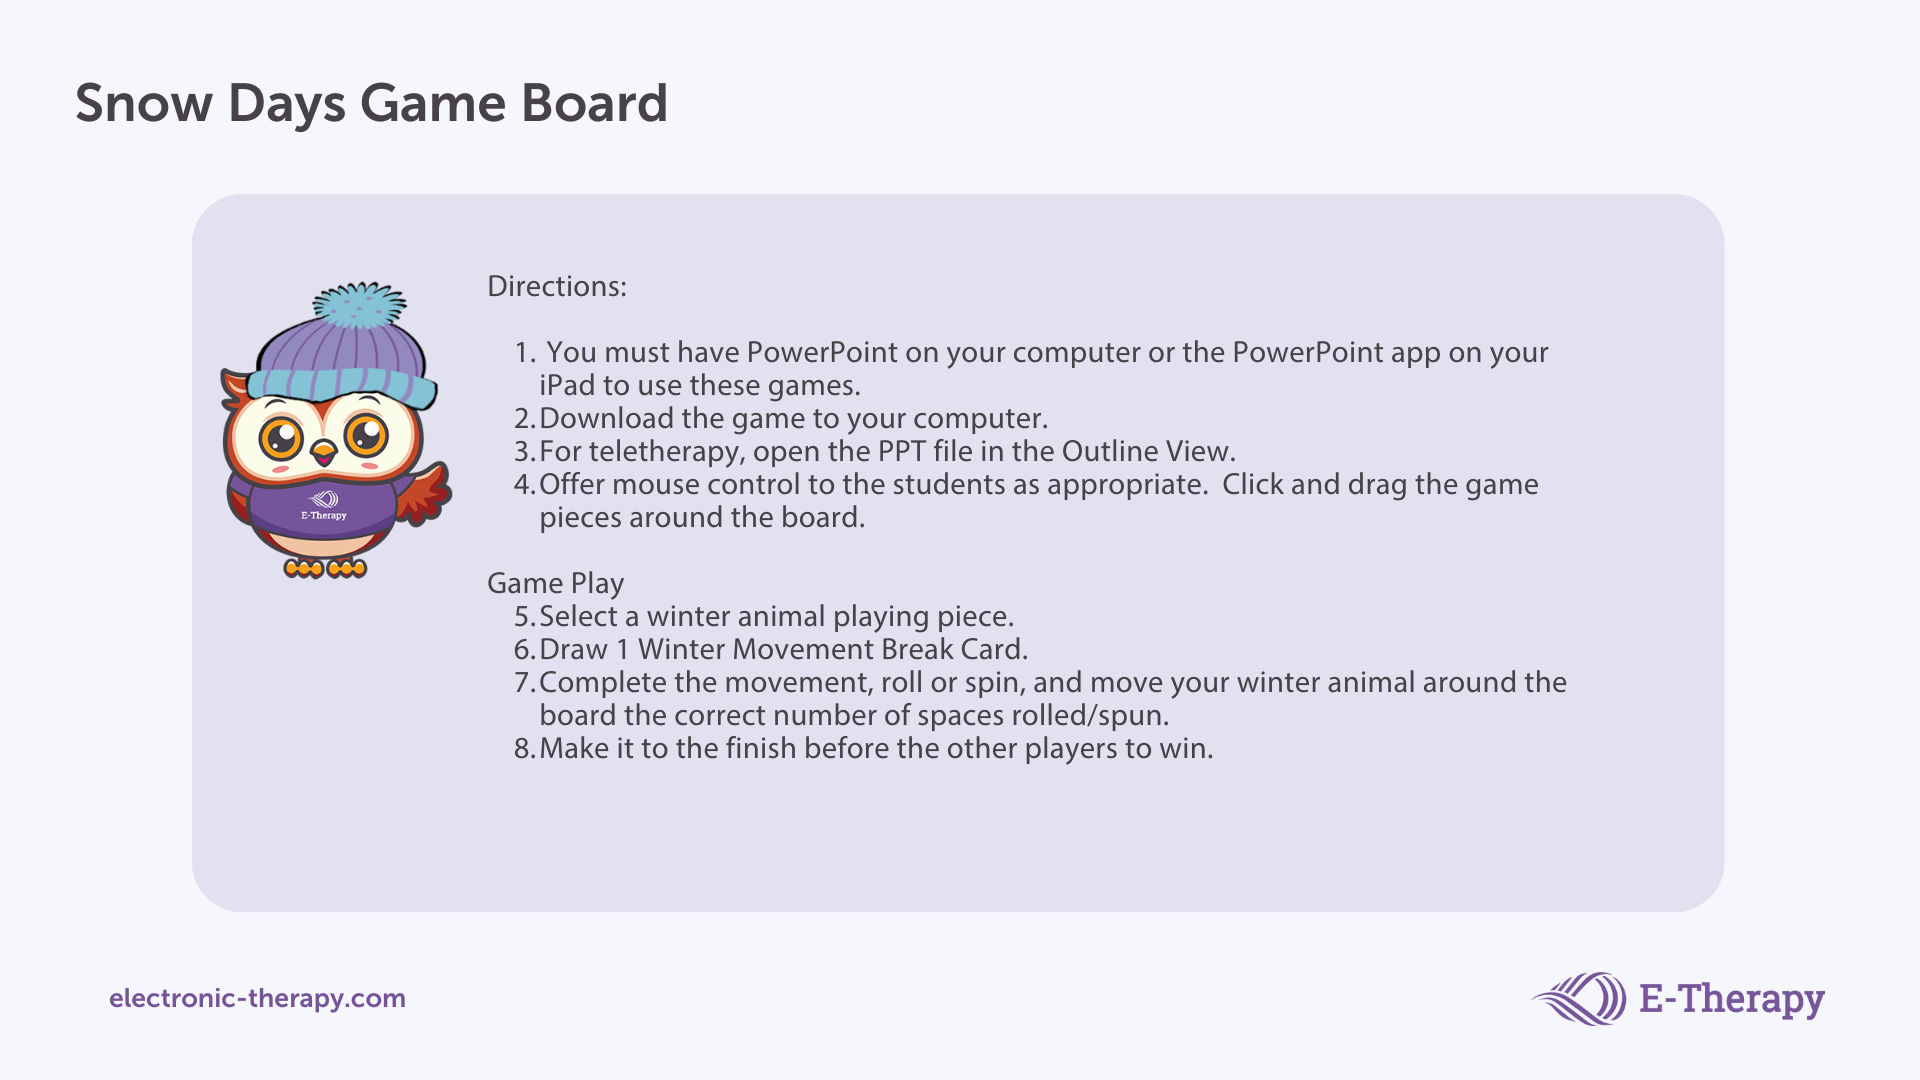 Snow Days Game Board
Directions:
1. You must have PowerPoint on your computer or the PowerPoint app on your
iPad to use these games.
2. Download the game to your computer.
3. For teletherapy, open the PPT file in the Outline View.
4. Offer mouse control to the students as appropriate.  Click and drag the game
pieces around the board.
E-Therapy
Game Play
5. Select a winter animal playing piece.
6. Draw 1 Winter Movement Break Card.
7. Complete the movement, roll or spin, and move your winter animal around the
board the correct number of spaces rolled/spun.
8. Make it to the finish before the other players to win.
electronic-therapy.com
E-Therapy